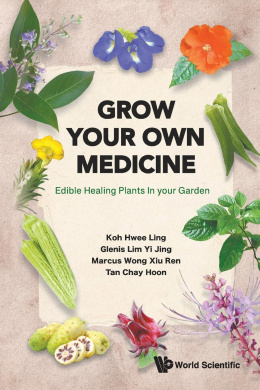 GROW
YOUR OWN
MEDICINE
Edible Healing Plants In your Garden
Koh Hwee Ling
Glenis Lim Yi Jing
Marcus Wong Xiu Ren
Tan Chay Hoon
World Scientific